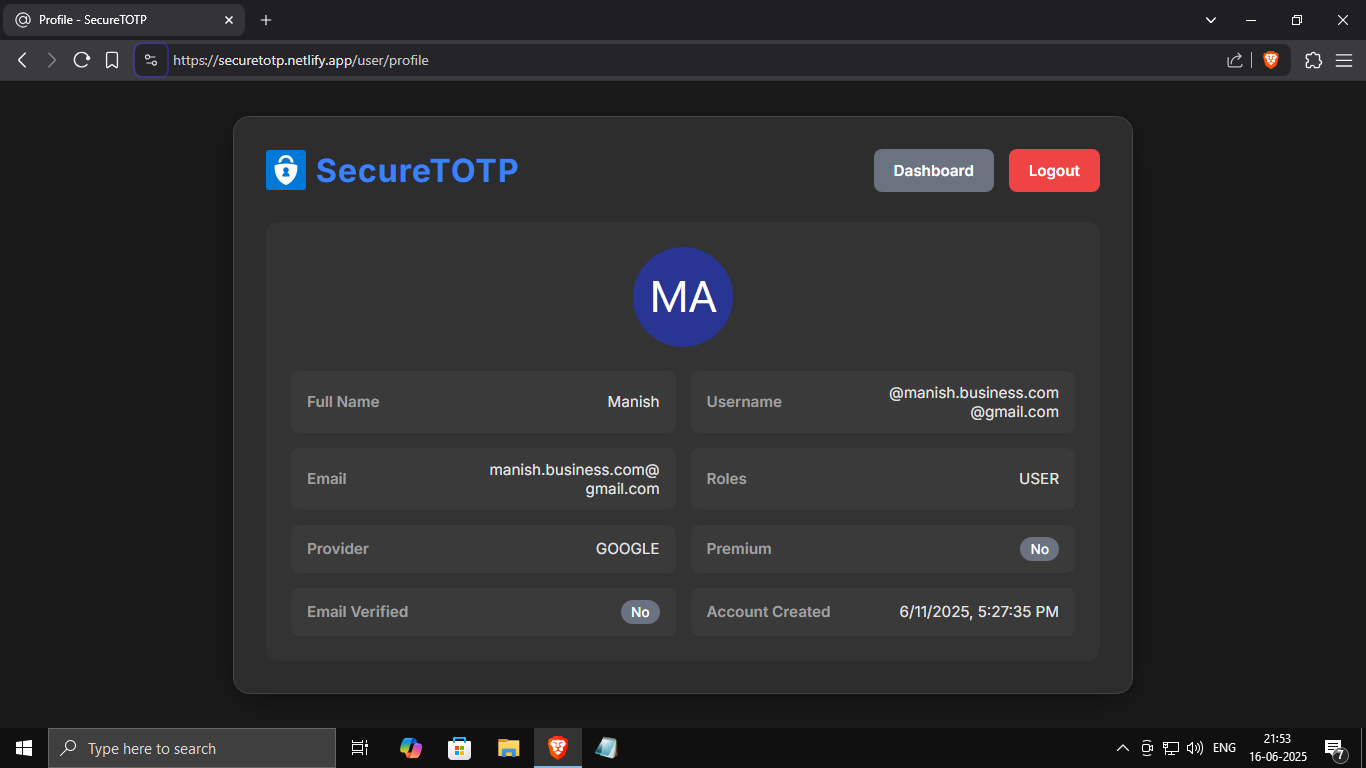 Profile - SecureTOTP
https://securetotp.netlify.app/user/profile
SecureTOTP
Dashboard
Logout
MA
Full Name
Manish
Username
@manish.business.com
@gmail.com
Email
manish.business.com@
gmail.com
Roles
USER
Provider
GOOGLE
Premium
No
Email Verified
No
Account Created
6/11/2025, 5:27:35 PM
Type here to search
ENG
21:53
16-06-2025
7